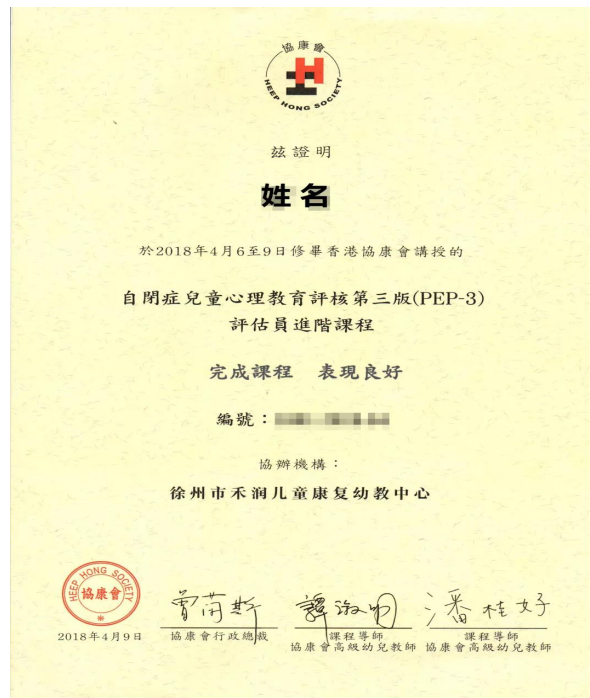 協康會
HEEP HONG SOCIETY
茲證明
姓名
於2018年4月6至9日修畢香港協康會講授的
自閉症兒童心理教育評核第三版(PEP-3)
評估員進階課程
完成課程 表現良好
編號：
協辦機構：
徐州市禾润儿童康复幼教中心
HEEP HONG SOCIETY
協康會
2018年4月9日
協康會行政總裁
課程導師
協康會高級幼兒教師
課程導師
協康會高級幼兒教師